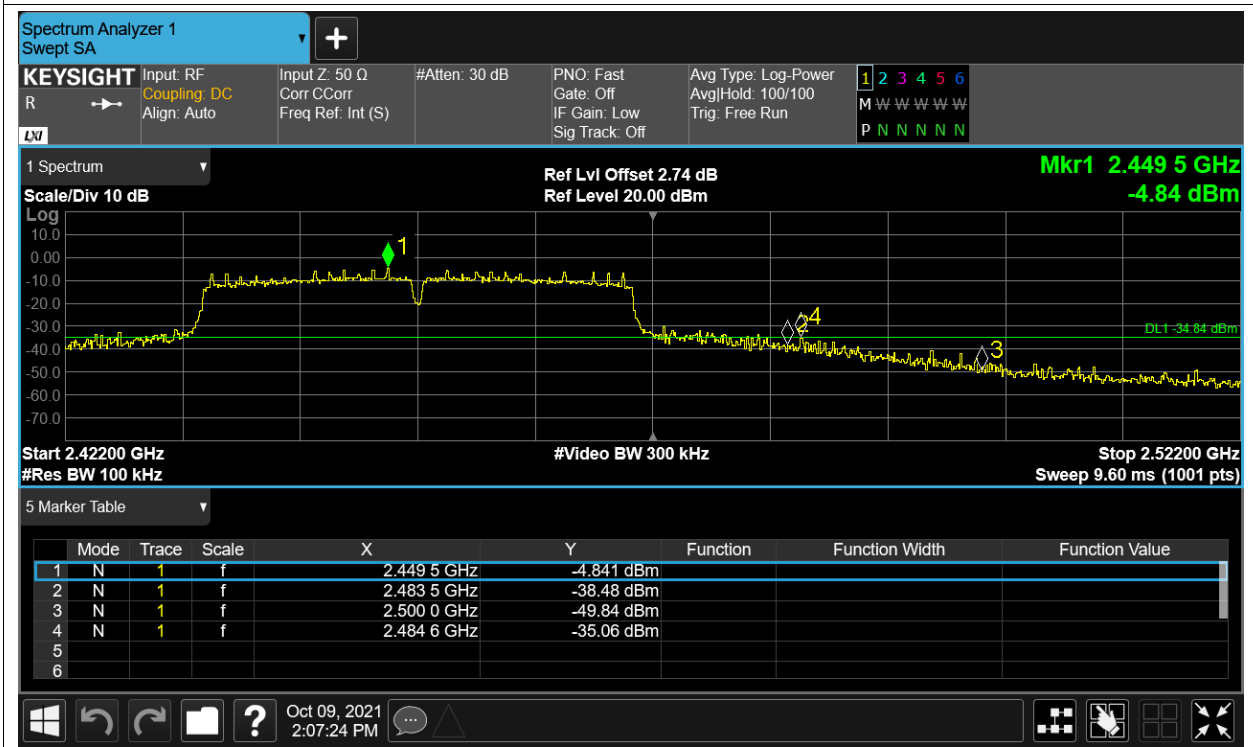 Spectrum Analyzer 1
Swept SA
+
KEYSIGHT Input: RF Input Z: 50 Ω #Atten: 30 dB PNO: Fast Avg Type: Log-Power 1 2 3 4 5 6
R Coupling: DC Corr CCorr Gate: Off Avg|Hold: 100/100 M W W W W W W
Align: Auto Freq Ref: Int (S) IF Gain: Low Trig: Free Run
LXI Sig Track: Off P N N N N N N
1 Spectrum Ref Lvl Offset 2.74 dB Mkr1 2.449 5 GHz
Scale/Div 10 dB Ref Level 20.00 dBm -4.84 dBm
Log
10.0
0.00
-10.0
-20.0
-30.0
-40.0
-50.0
-60.0
-70.0
1
2 4
3
DL1 -34.84 dBm
Start 2.42200 GHz #Video BW 300 kHz Stop 2.52200 GHz
#Res BW 100 kHz Sweep 9.60 ms (1001 pts)
5 Marker Table
Mode Trace Scale X Y Function Function Width Function Value
1 N 1 f 2.449 5 GHz -4.841 dBm
2 N 1 f 2.483 5 GHz -38.48 dBm
3 N 1 f 2.500 0 GHz -49.84 dBm
4 N 1 f 2.484 6 GHz -35.06 dBm
5
6
? Oct 09, 2021
2:07:24 PM